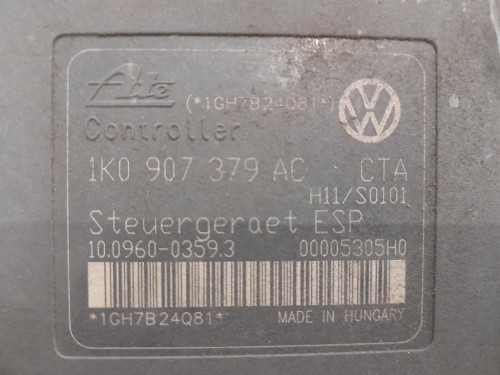 Ate (*1GH7B24Q81*)
Controller
1K0 907 379 AC CTA
H11/S0101
Steuergeraet ESP
10.0960-0359.3 00005305H0
*1GH7B24Q81* MADE IN HUNGARY